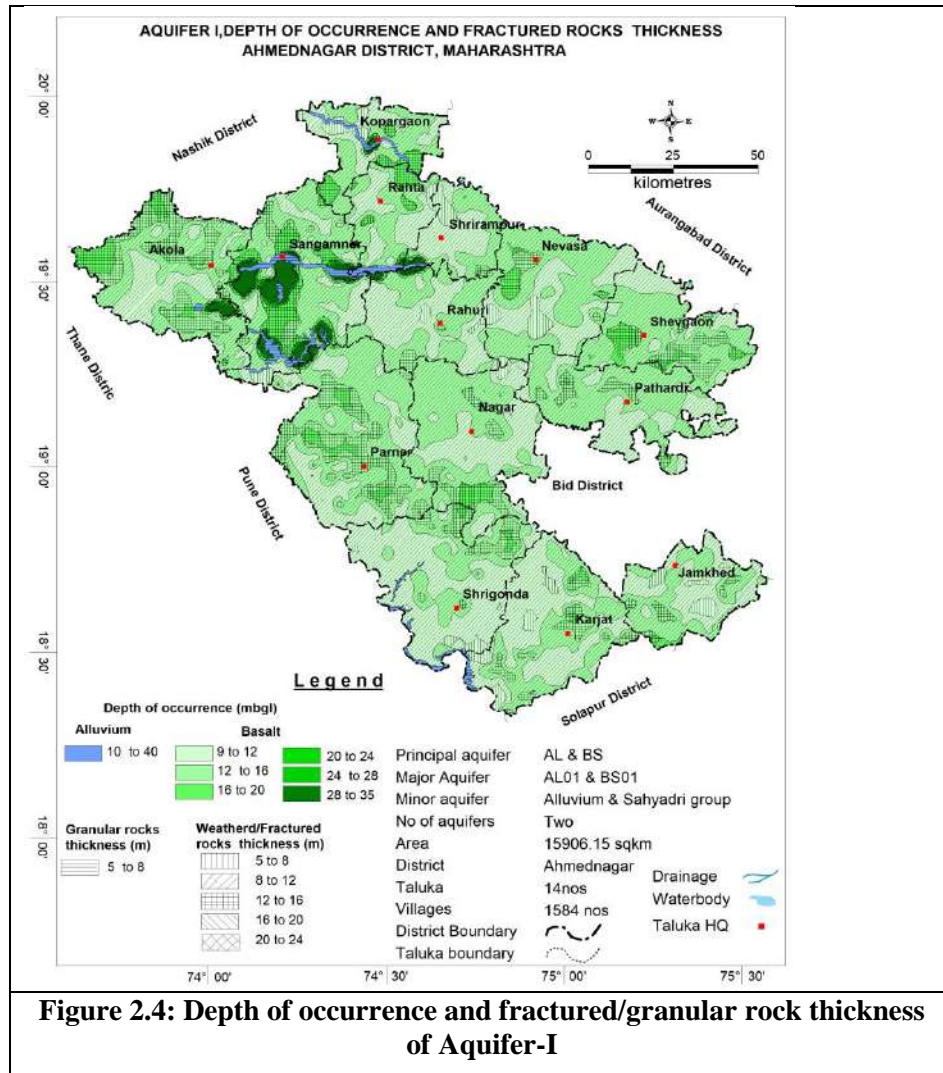 AQUIFER I,DEPTH OF OCCURRENCE AND FRACTURED ROCKS THICKNESS
AHMEDNAGAR DISTRICT, MAHARASHTRA
20° 00'
19° 30'
19° 00'
18° 30'
18° 00'
N
W E
S
0 12.5 25 50
kilometres
Nashik District
Aurangabad District
Thane Distric
Pune District
Bid District
Solapur District
Kopargaon
Rahta
Shrirampur
Akola
Sangamner
Nevasa
Rahuri
Shevgaon
Pathardi
Nagar
Parner
Jamkhed
Shrigonda
Karjat
Legend
Depth of occurrence (mbgl)
Alluvium
10 to 40
Basalt
9 to 12
12 to 16
16 to 20
20 to 24
24 to 28
28 to 35
Granular rocks
thickness (m)
5 to 8
Weatherd/Fractured
rocks thickness (m)
5 to 8
8 to 12
12 to 16
16 to 20
20 to 24
Principal aquifer AL & BS
Major Aquifer AL01 & BS01
Minor aquifer Alluvium & Sahyadri group
No of aquifers Two
Area 15906.15 sqkm
District Ahmednagar
Taluka 14nos
Villages 1584 nos
District Boundary
Taluka boundary
Drainage
Waterbody
Taluka HQ
74° 00' 74° 30' 75° 00' 75° 30'
Figure 2.4: Depth of occurrence and fractured/granular rock thickness
of Aquifer-I